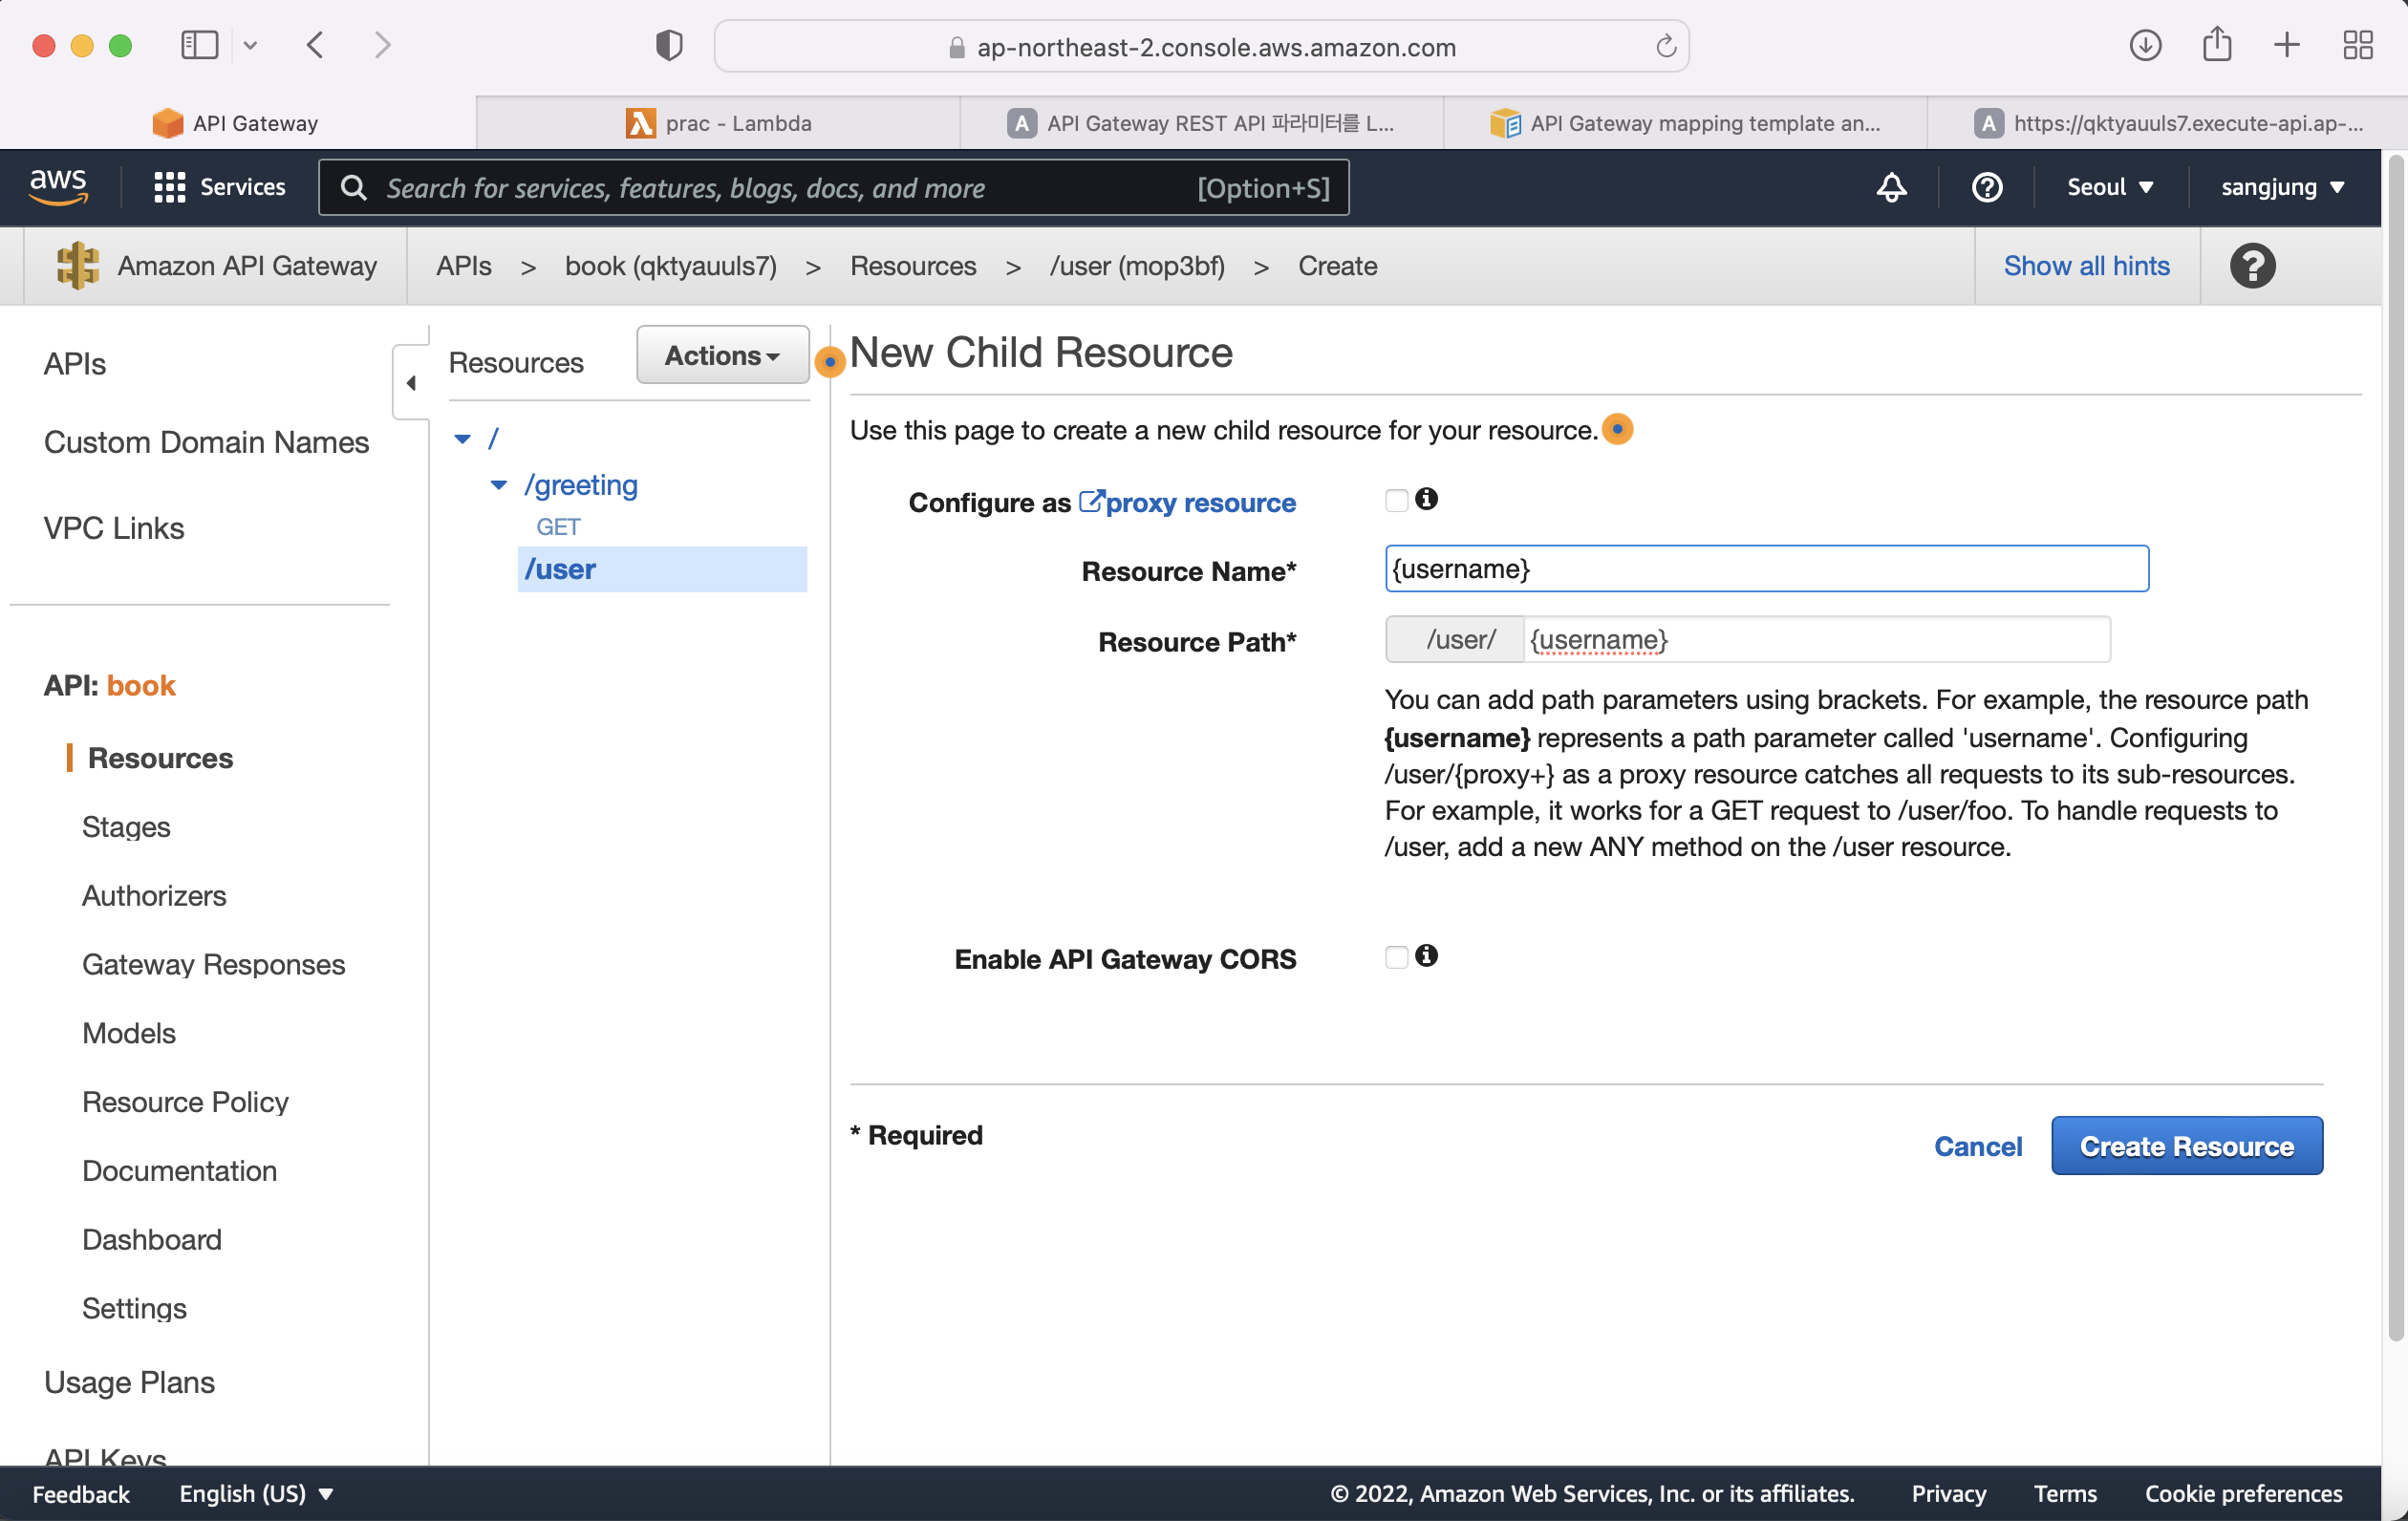 ap-northeast-2.console.aws.amazon.com
API Gateway
prac - Lambda
A
API Gateway REST API 파라미터를 L...
API Gateway mapping template an...
A
https://qktyauuls7.execute-api.ap-...
aws
Services
Search for services, features, blogs, docs, and more
[Option+S]
Seoul
sangjung
Amazon API Gateway
APIs > book (qktyauuls7) > Resources > /user (mop3bf) > Create
Show all hints
APIs
Custom Domain Names
VPC Links
API: book
Resources
Stages
Authorizers
Gateway Responses
Models
Resource Policy
Documentation
Dashboard
Settings
Usage Plans
API Keys
Resources
Actions
/
/greeting
GET
/user
New Child Resource
Use this page to create a new child resource for your resource.
Configure as proxy resource
Resource Name*
{username}
Resource Path*
/user/
{username}
You can add path parameters using brackets. For example, the resource path
{username} represents a path parameter called 'username'. Configuring
/user/{proxy+} as a proxy resource catches all requests to its sub-resources.
For example, it works for a GET request to /user/foo. To handle requests to
/user, add a new ANY method on the /user resource.
Enable API Gateway CORS
* Required
Cancel
Create Resource
Feedback
English (US)
© 2022, Amazon Web Services, Inc. or its affiliates.
Privacy
Terms
Cookie preferences